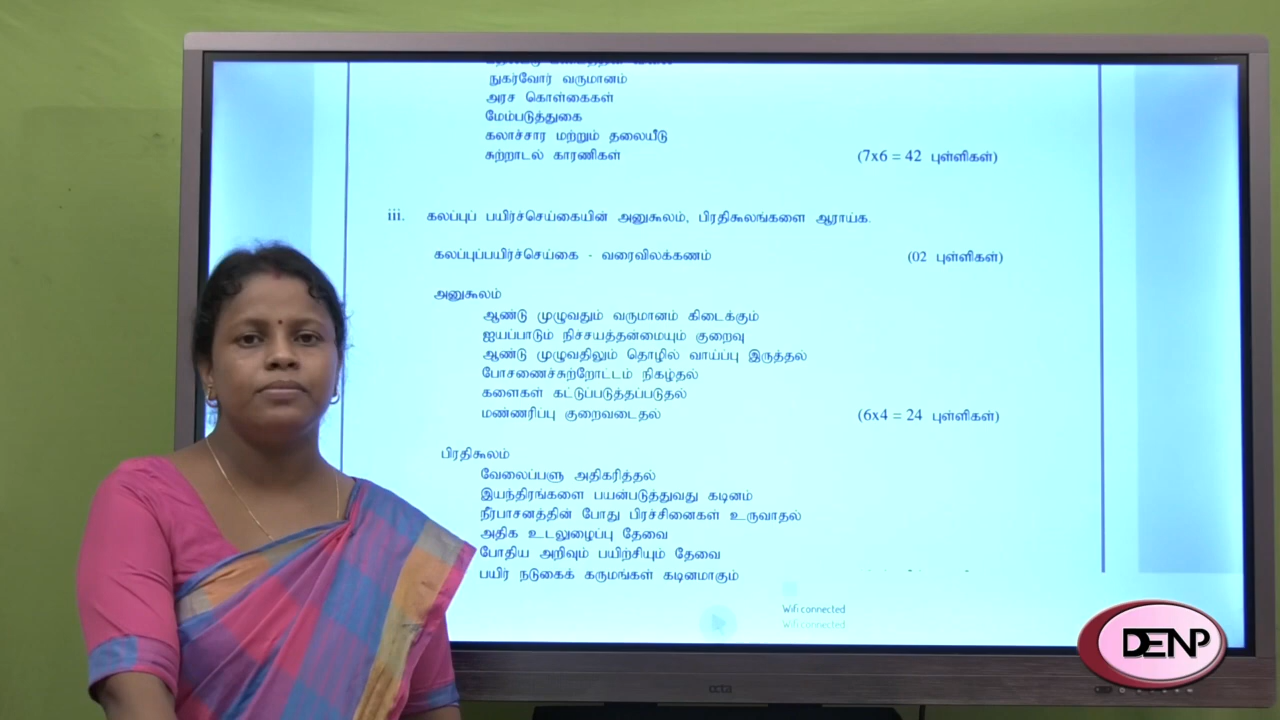 நுகர்வோர் வருமானம்
அரச கொள்கைகள்
மேம்படுத்துகை
கலாச்சார மற்றும் தலையீடு
சுற்றாடல் காரணிகள் (7x6 = 42 புள்ளிகள்)
iii. கலப்புப் பயிர்ச்செய்கையின் அனுகூலம், பிரதிகூலங்களை ஆராய்க.
கலப்புப்பயிர்ச்செய்கை - வரைவிலக்கணம் (02 புள்ளிகள்)
அனுகூலம்
ஆண்டு முழுவதும் வருமானம் கிடைக்கும்
ஐயப்பாடும் நிச்சயத்தன்மையும் குறைவு
ஆண்டு முழுவதிலும் தொழில் வாய்ப்பு இருத்தல்
போசணைச்சுற்றோட்டம் நிகழ்தல்
களைகள் கட்டுப்படுத்தப்படுதல்
மண்ணரிப்பு குறைவடைதல் (6x4 = 24 புள்ளிகள்)
பிரதிகூலம்
வேலைப்பளு அதிகரித்தல்
இயந்திரங்களை பயன்படுத்துவது கடினம்
நீர்பாசனத்தின் போது பிரச்சினைகள் உருவாதல்
அதிக உடலுழைப்பு தேவை
போதிய அறிவும் பயிற்சியும் தேவை
பயிர் நடுகைக் கருமங்கள் கடினமாகும்
Wifi connected
Wifi connected
DENP